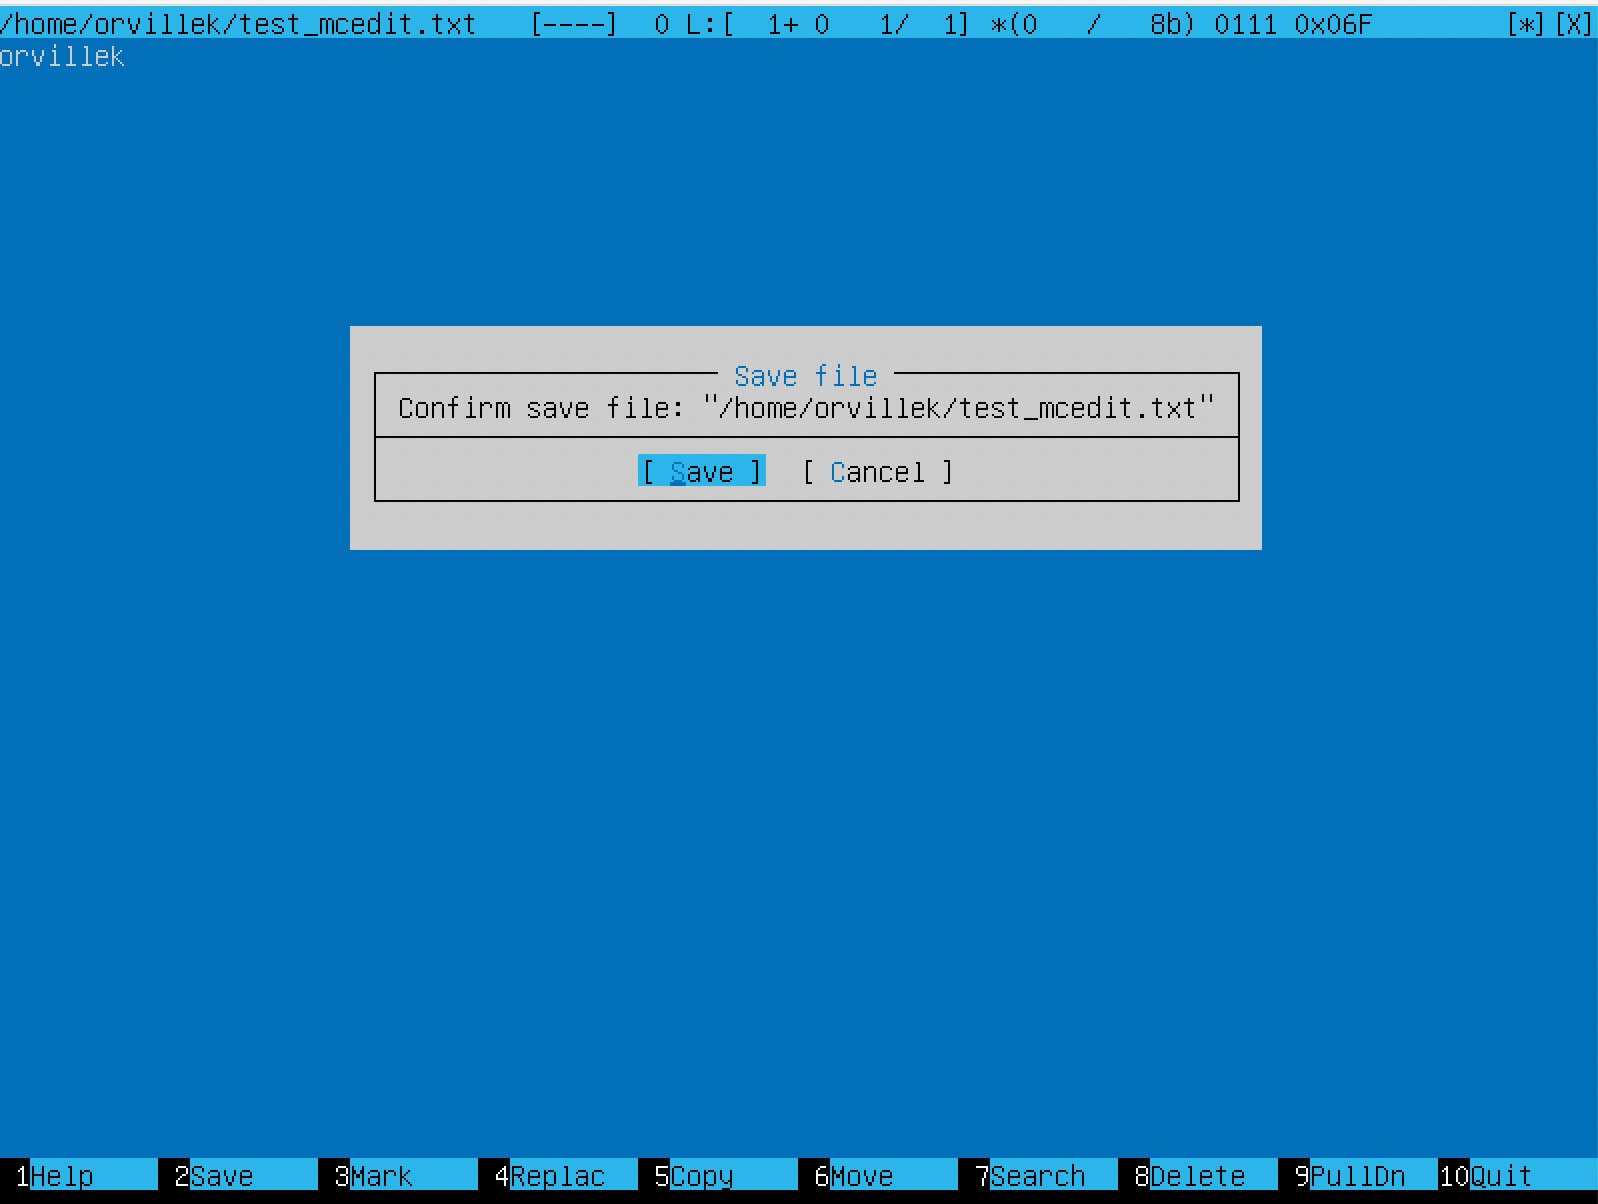 /home/orvillek/test_mcedit.txt [----] 0 L:[ 1+ 0 1/ 1] *(0 / 8b) 0111 0x06F [*][X]
orvillek
Save file
Confirm save file: "/home/orvillek/test_mcedit.txt"
[ Save ] [ Cancel ]
1Help 2Save 3Mark 4Replac 5Copy 6Move 7Search 8Delete 9PullDn 10Quit